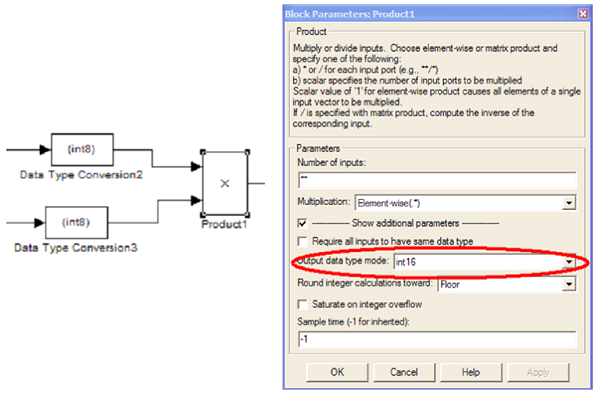 (int8)
Data Type Conversion2
(int8)
Data Type Conversion3
×
Product1
Block Parameters: Product1
Product
Multiply or divide inputs. Choose element-wise or matrix product and
specify one of the following:
a) * or / for each input port (e.g., **/*)
b) scalar specifies the number of input ports to be multiplied
Scalar value of '1' for element-wise product causes all elements of a single
input vector to be multiplied.
If / is specified with matrix product, compute the inverse of the
corresponding input.
Parameters
Number of inputs:
**
Multiplication: Element-wise(.*)
-------------- Show additional parameters --------------
Require all inputs to have same data type
Output data type mode: int16
Round integer calculations toward: Floor
Saturate on integer overflow
Sample time (-1 for inherited):
-1
OK Cancel Help Apply